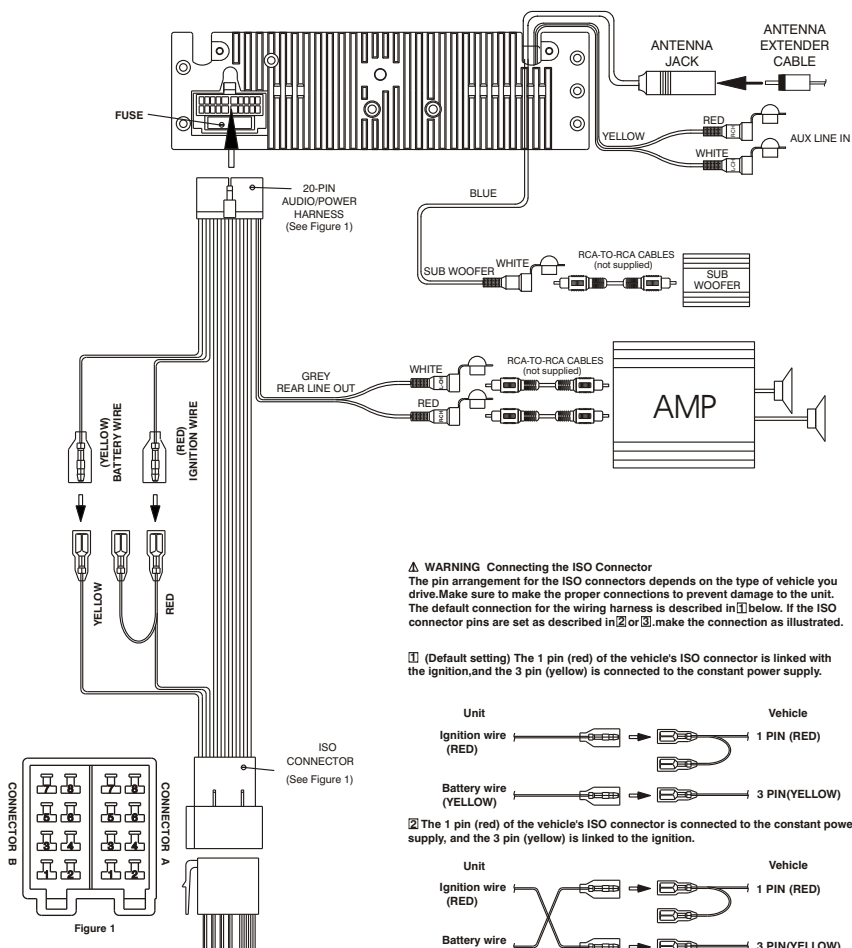 ANTENNA
JACK
ANTENNA
EXTENDER
CABLE
FUSE
RED
RCH
YELLOW
AUX LINE IN
WHITE
L-CH
20-PIN
AUDIO/POWER
HARNESS
(See Figure 1)
BLUE
SUB WOOFER
WHITE
RCA-TO-RCA CABLES
(not supplied)
SUB
WOOFER
GREY
REAR LINE OUT
WHITE
L-CH
RED
RCH
RCA-TO-RCA CABLES
(not supplied)
AMP
(YELLOW)
BATTERY WIRE
(RED)
IGNITION WIRE
YELLOW
RED
⚠ WARNING Connecting the ISO Connector
The pin arrangement for the ISO connectors depends on the type of vehicle you
drive.Make sure to make the proper connections to prevent damage to the unit.
The default connection for the wiring harness is described in 1 below. If the ISO
connector pins are set as described in 2 or 3.make the connection as illustrated.
1 (Default setting) The 1 pin (red) of the vehicle's ISO connector is linked with
the ignition,and the 3 pin (yellow) is connected to the constant power supply.
Unit
Vehicle
Ignition wire
(RED)
1 PIN (RED)
Battery wire
(YELLOW)
3 PIN(YELLOW)
2 The 1 pin (red) of the vehicle's ISO connector is connected to the constant powe
supply, and the 3 pin (yellow) is linked to the ignition.
Unit
Vehicle
Ignition wire
(RED)
1 PIN (RED)
Battery wire
3 PIN(YELLOW)
ISO
CONNECTOR
(See Figure 1)
CONNECTOR B
CONNECTOR A
7 8 7 8
5 6 5 6
3 4 3 4
1 2 1 2
Figure 1